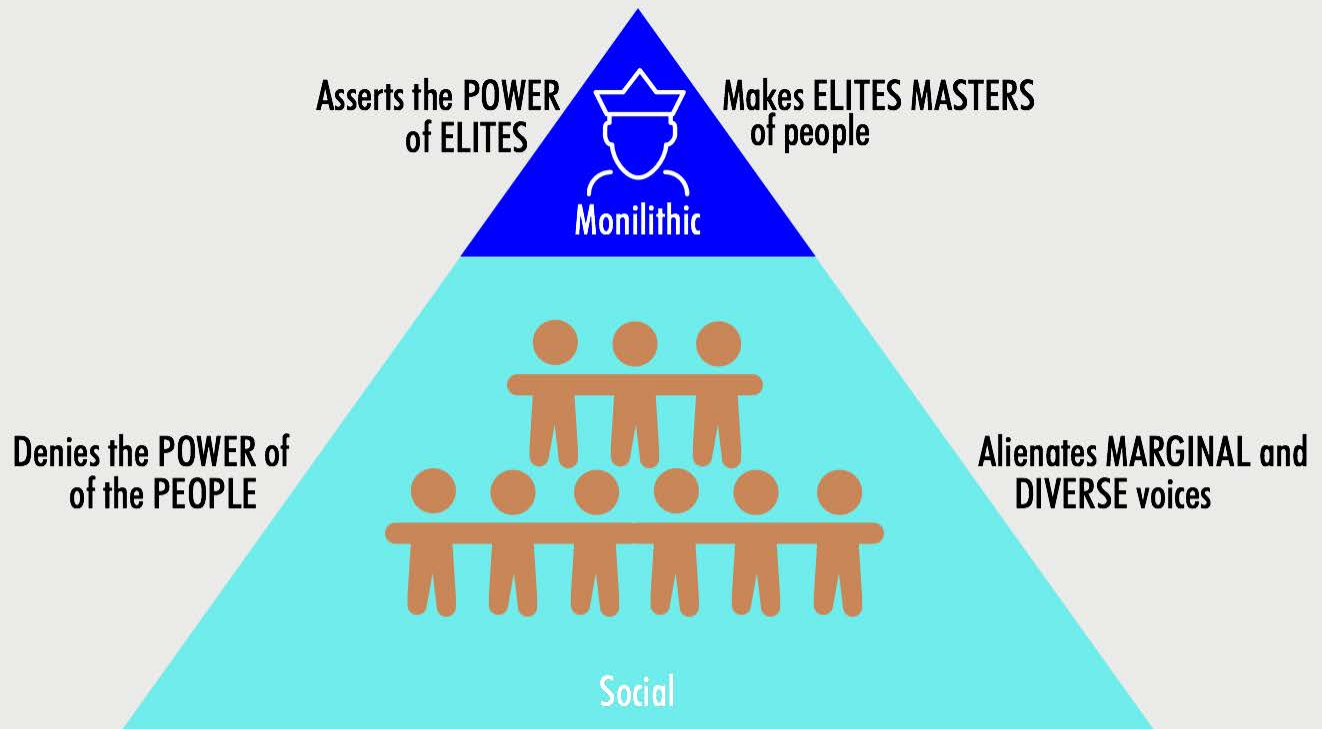 Asserts the POWER
of ELITES
Makes ELITES MASTERS
of people
Monilithic
Denies the POWER of
of the PEOPLE
Alienates MARGINAL and
DIVERSE voices
Social